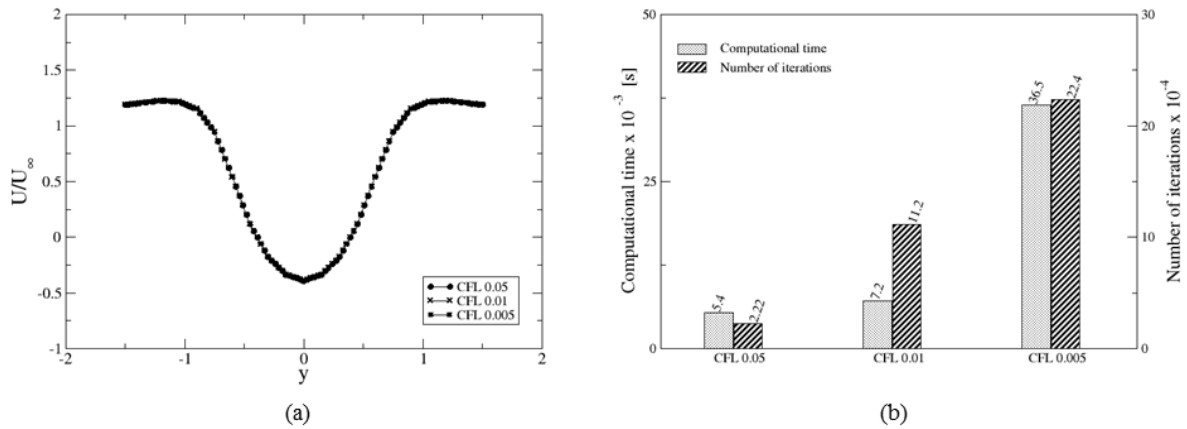 2
1.5
1
0.5
0
-0.5
-1
U/U∞
-2
-1
0
1
2
y
CFL 0.05
CFL 0.01
CFL 0.005
(a)
50
25
0
Computational time x 10^-3 [s]
Computational time
Number of iterations
5.4
2.22
7.2
11.2
36.5
22.4
CFL 0.05
CFL 0.01
CFL 0.005
30
20
10
0
Number of iterations x 10^-4
(b)